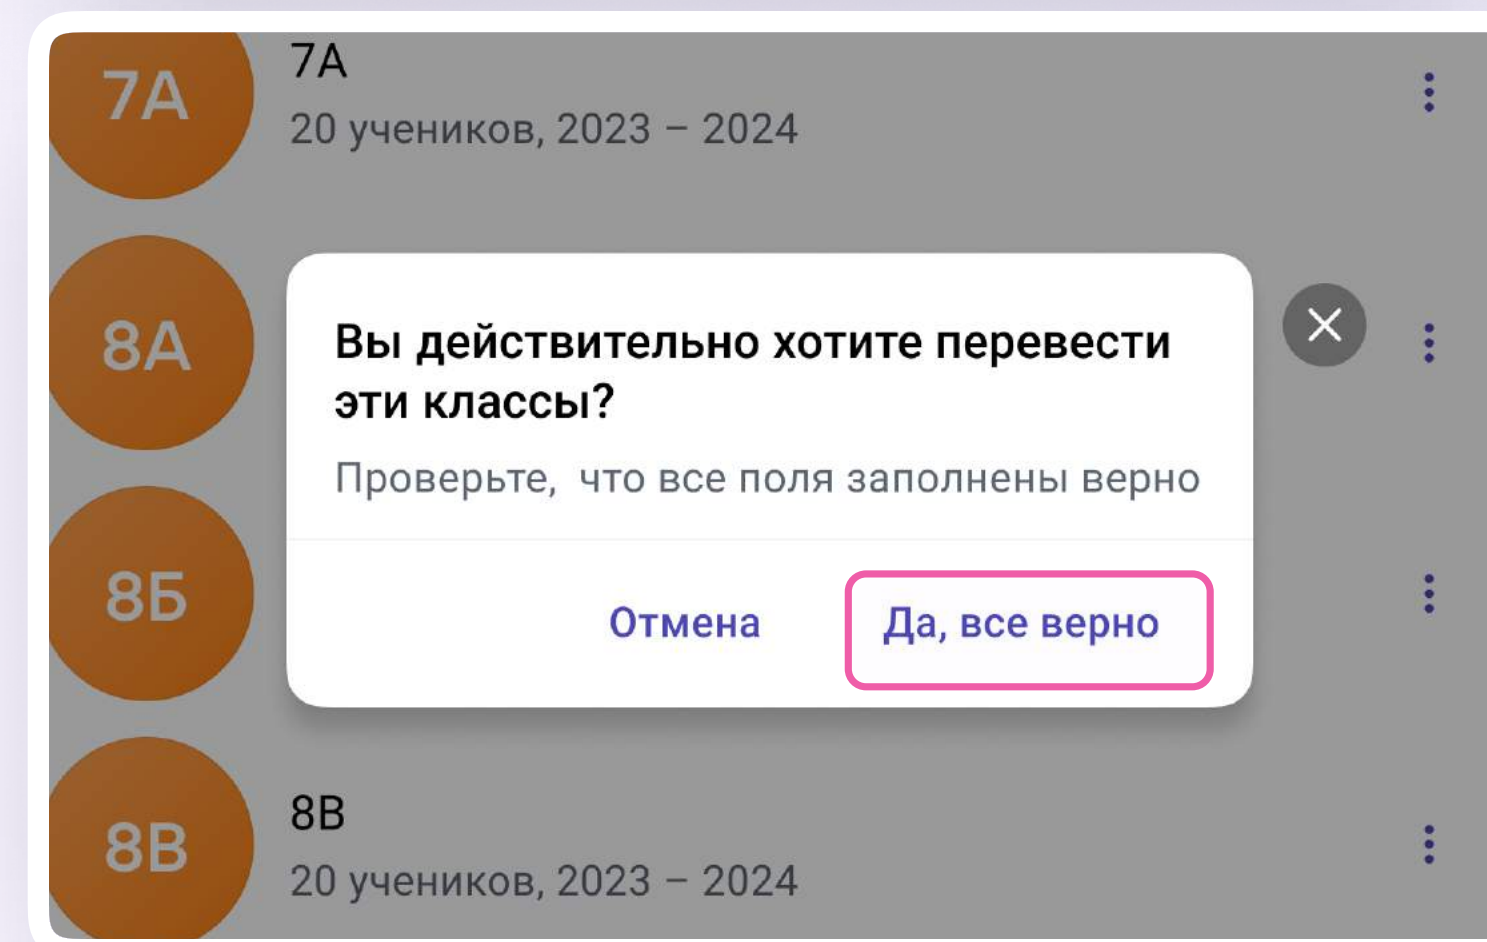 7А
7А
20 учеников, 2023 – 2024
8А
Вы действительно хотите перевести
эти классы?
Проверьте, что все поля заполнены верно
8Б
Отмена
Да, все верно
8В
8В
20 учеников, 2023 – 2024